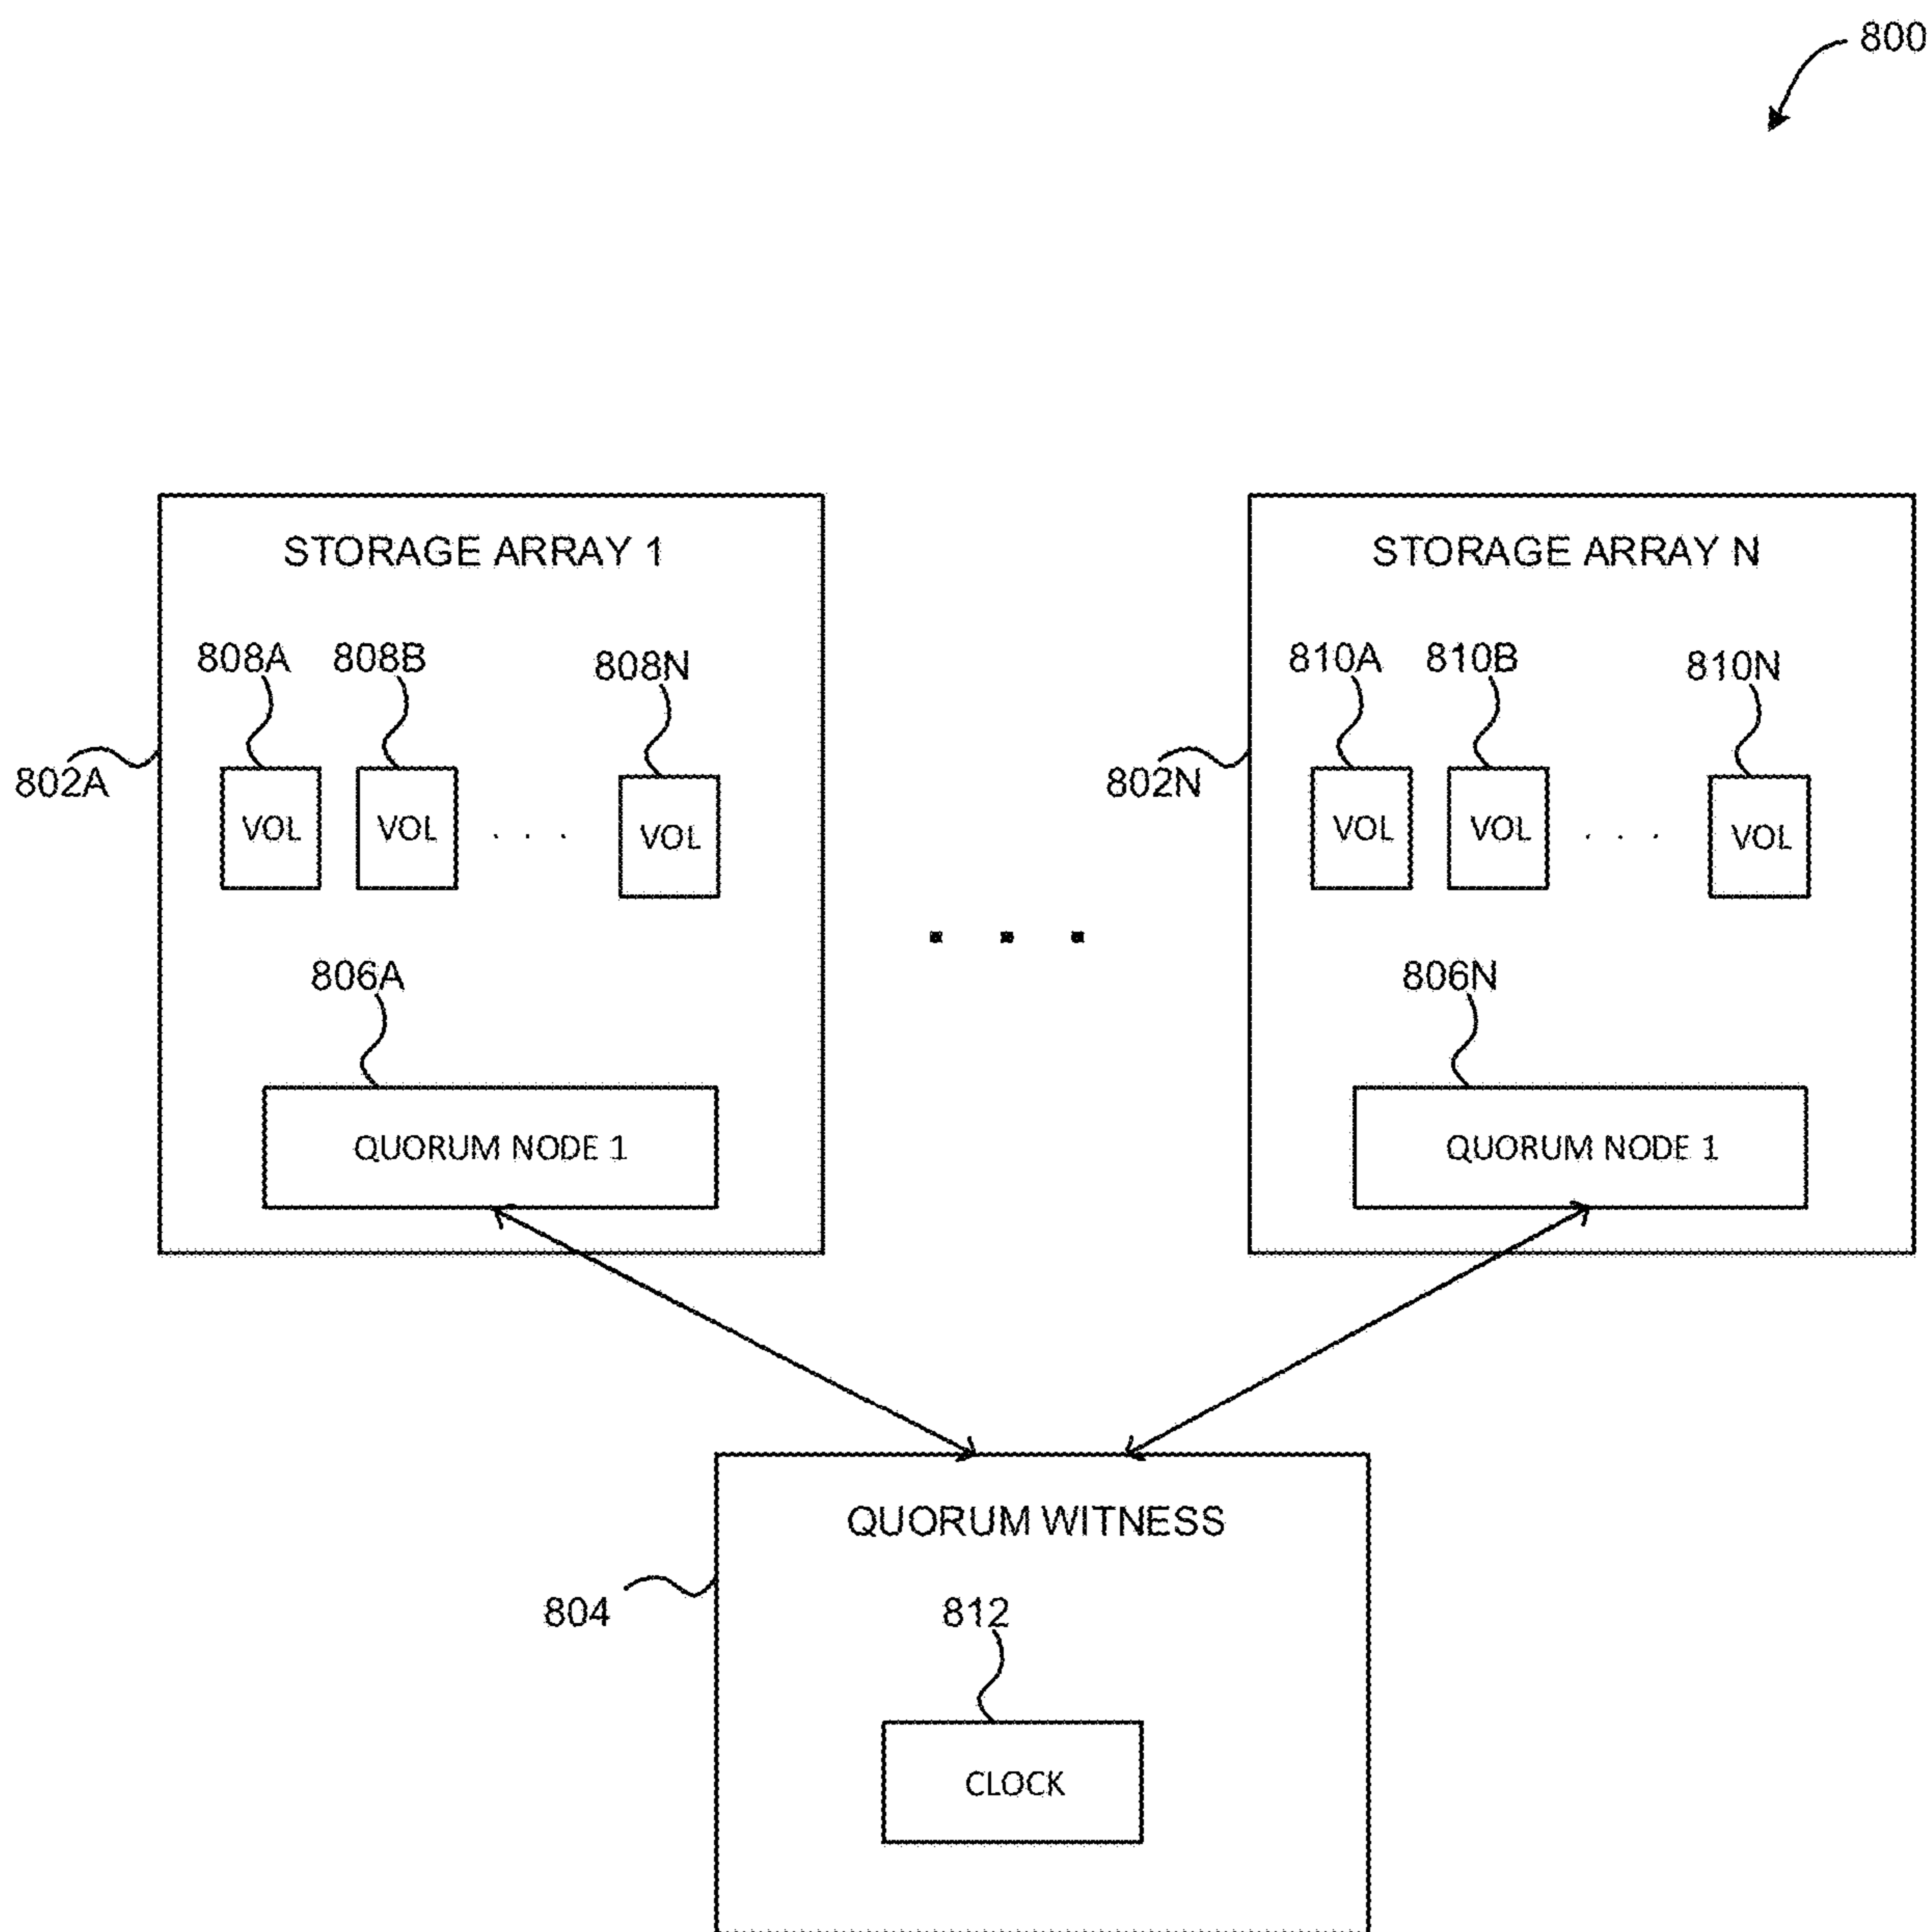 800
STORAGE ARRAY 1
STORAGE ARRAY N
808A 808B 808N
810A 810B 810N
802A
802N
VOL VOL . . . VOL
VOL VOL . . . VOL
. . .
806A
806N
QUORUM NODE 1
QUORUM NODE 1
QUORUM WITNESS
804
812
CLOCK